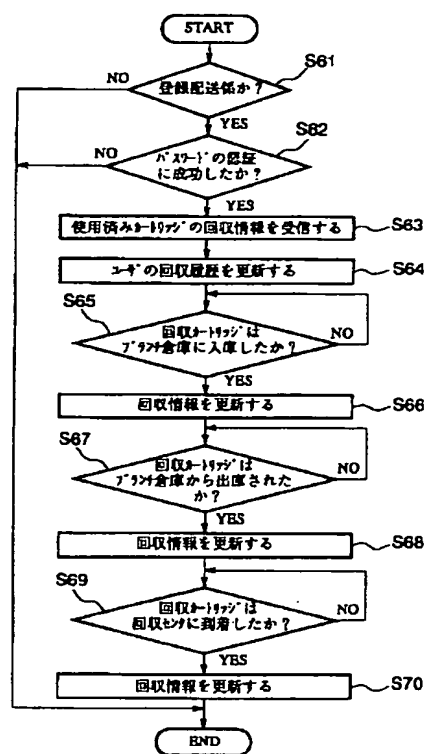 START
S61
NO
登録配送係か?
YES
S62
NO
パスワードの認証
に成功したか?
YES
使用済みカートリッジの回収情報を受信する
S63
ユーザの回収履歴を更新する
S64
S65
回収カートリッジは
ブランチ倉庫に入庫したか?
NO
YES
回収情報を更新する
S66
S67
回収カートリッジは
ブランチ倉庫から出庫された
か?
NO
YES
回収情報を更新する
S68
S69
回収カートリッジは
回収センタに到着したか?
NO
YES
回収情報を更新する
S70
END